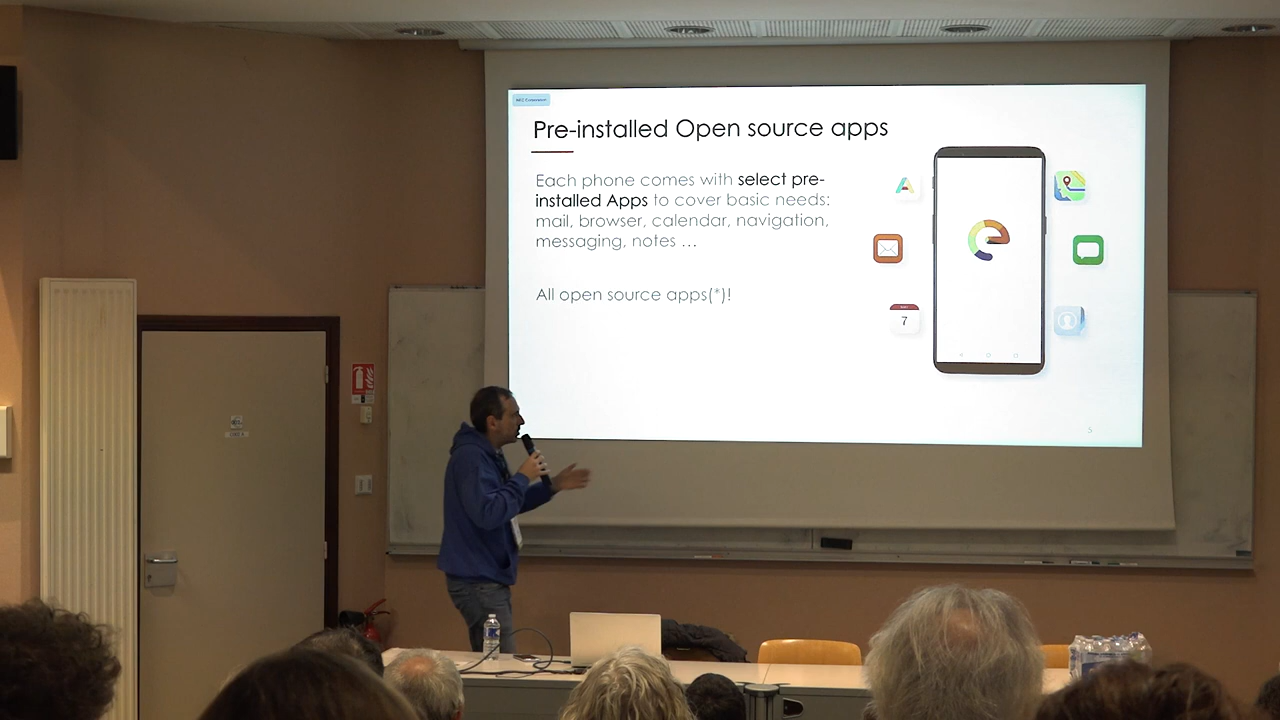 Pre-installed Open source apps
Each phone comes with select pre-
installed Apps to cover basic needs:
mail, browser, calendar, navigation,
messaging, notes ...
All open source apps(*)!
7
5